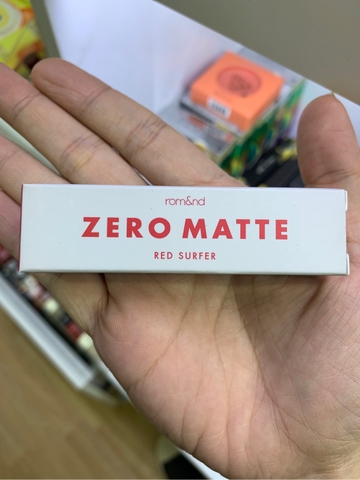 rom&nd
ZERO MATTE
RED SURFER